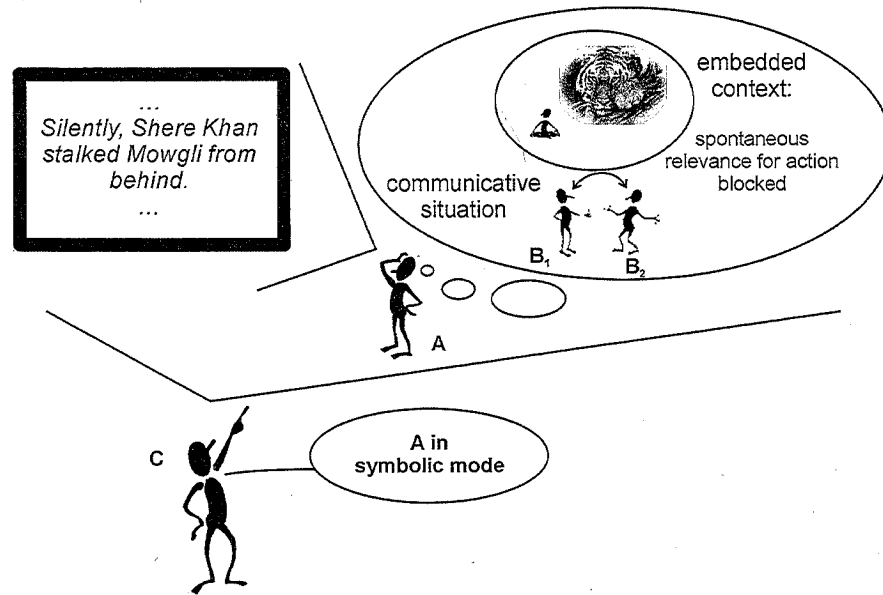 ...
Silently, Shere Khan
stalked Mowgli from
behind.
...
embedded
context:
spontaneous
relevance for action
blocked
communicative
situation
B1
B2
A
C
A in
symbolic mode